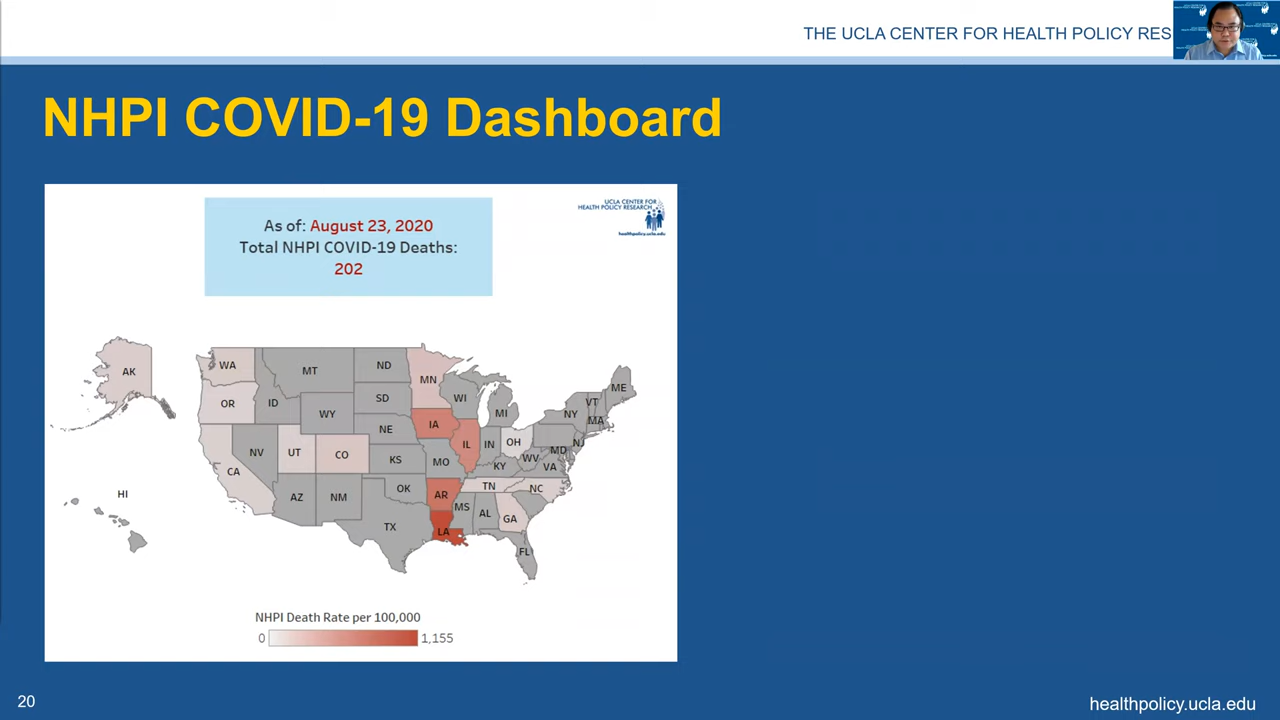 THE UCLA CENTER FOR HEALTH POLICY RES
NHPI COVID-19 Dashboard
As of: August 23, 2020
Total NHPI COVID-19 Deaths:
202
UCLA CENTER FOR
HEALTH POLICY RESEARCH
healthpolicy.ucla.edu
AK
WA
MT
ND
MN
ME
OR
ID
WY
SD
WI
MI
VT
NY
MA
NV
UT
CO
NE
IA
IL
IN
OH
NJ
CA
KS
MO
KY
WV
MD
VA
HI
AZ
NM
OK
AR
TN
NC
TX
LA
MS
AL
GA
FL
NHPI Death Rate per 100,000
0
1,155
20
healthpolicy.ucla.edu